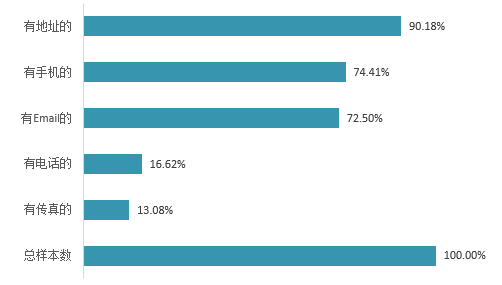 有地址的 90.18%
有手机的 74.41%
有Email的 72.50%
有电话的 16.62%
有传真的 13.08%
总样本数 100.00%